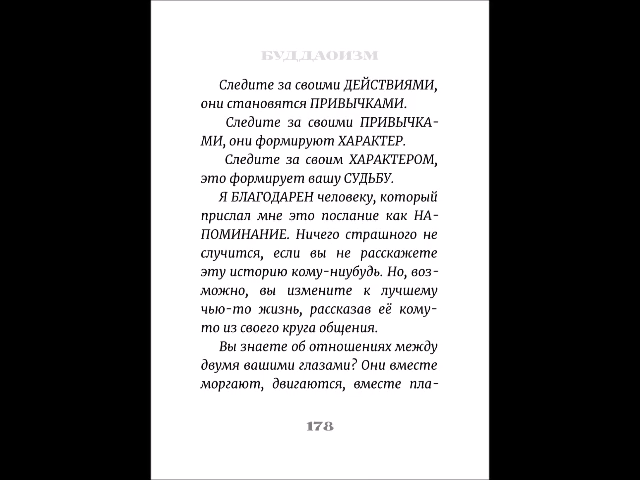 БУДДАОИЗМ
Следите за своими ДЕЙСТВИЯМИ,
они становятся ПРИВЫЧКАМИ.
Следите за своими ПРИВЫЧКА-
МИ, они формируют ХАРАКТЕР.
Следите за своим ХАРАКТЕРОМ,
это формирует вашу СУДЬБУ.
Я БЛАГОДАРЕН человеку, который
прислал мне это послание как НА-
ПОМИНАНИЕ. Ничего страшного не
случится, если вы не расскажете
эту историю кому-ниубудь. Но, воз-
можно, вы измените к лучшему
чью-то жизнь, рассказав её кому-
то из своего круга общения.
Вы знаете об отношениях между
двумя вашими глазами? Они вместе
моргают, двигаются, вместе пла-
178